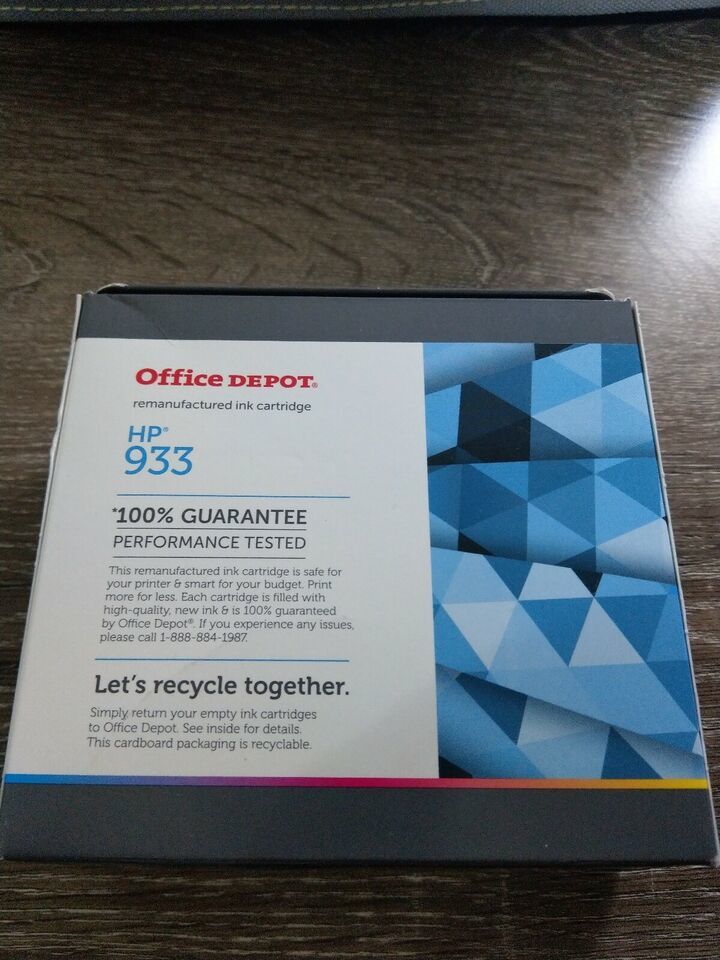 Office DEPOT®
remanufactured ink cartridge
HP®
933
*100% GUARANTEE
PERFORMANCE TESTED
This remanufactured ink cartridge is safe for
your printer & smart for your budget. Print
more for less. Each cartridge is filled with
high-quality, new ink & is 100% guaranteed
by Office Depot®. If you experience any issues,
please call 1-888-884-1987.
Let's recycle together.
Simply return your empty ink cartridges
to Office Depot. See inside for details.
This cardboard packaging is recyclable.